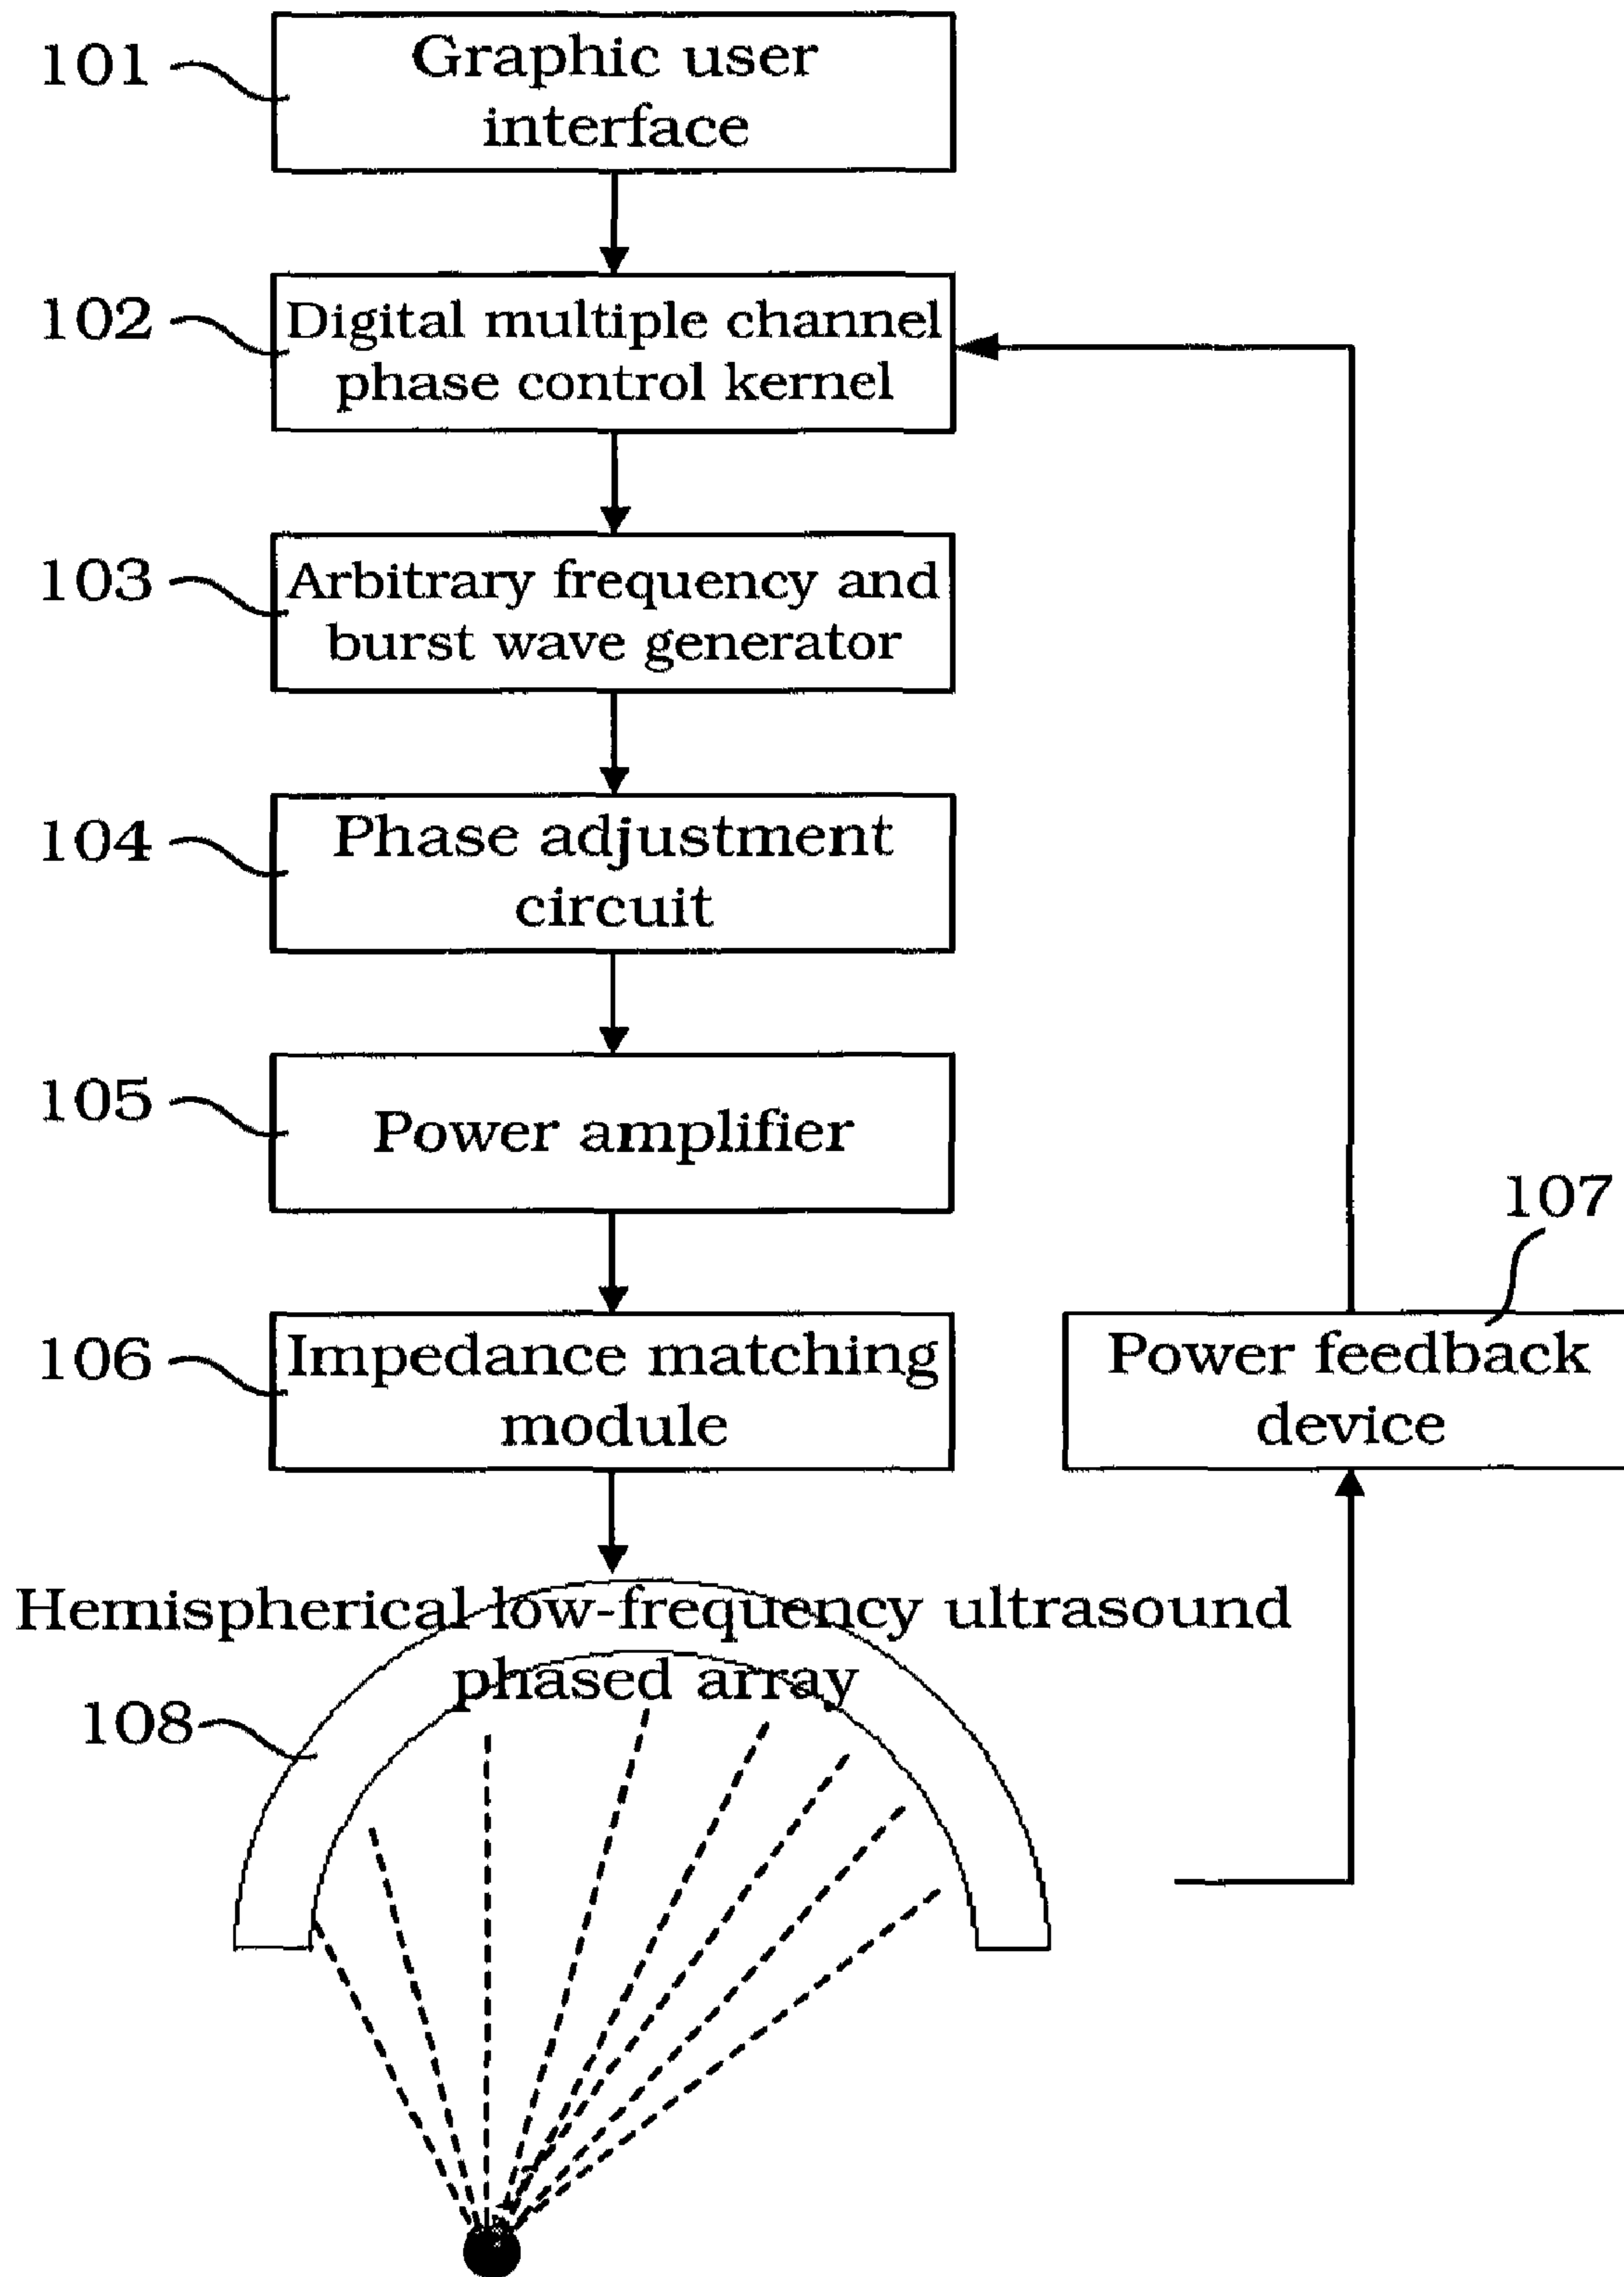 101
Graphic user
interface
102
Digital multiple channel
phase control kernel
103
Arbitrary frequency and
burst wave generator
104
Phase adjustment
circuit
105
Power amplifier
107
106
Impedance matching
module
Power feedback
device
Hemispherical low-frequency ultrasound
phased array
108